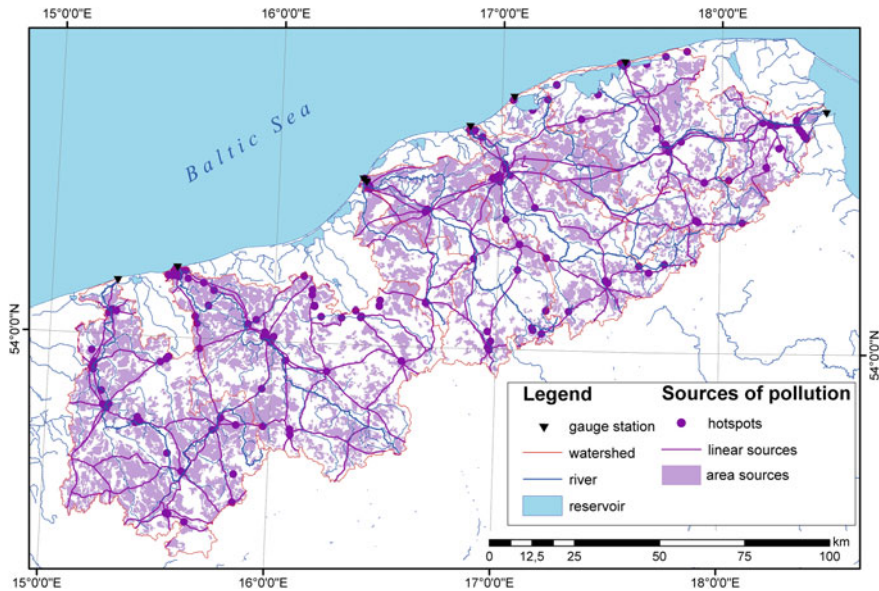 15°0'0"E 16°0'0"E 17°0'0"E 18°0'0"E
Baltic Sea
54°0'0"N
54°0'0"N
Legend
gauge station
watershed
river
reservoir
Sources of pollution
hotspots
linear sources
area sources
km
0 12,5 25 50 75 100
15°0'0"E 16°0'0"E 17°0'0"E 18°0'0"E